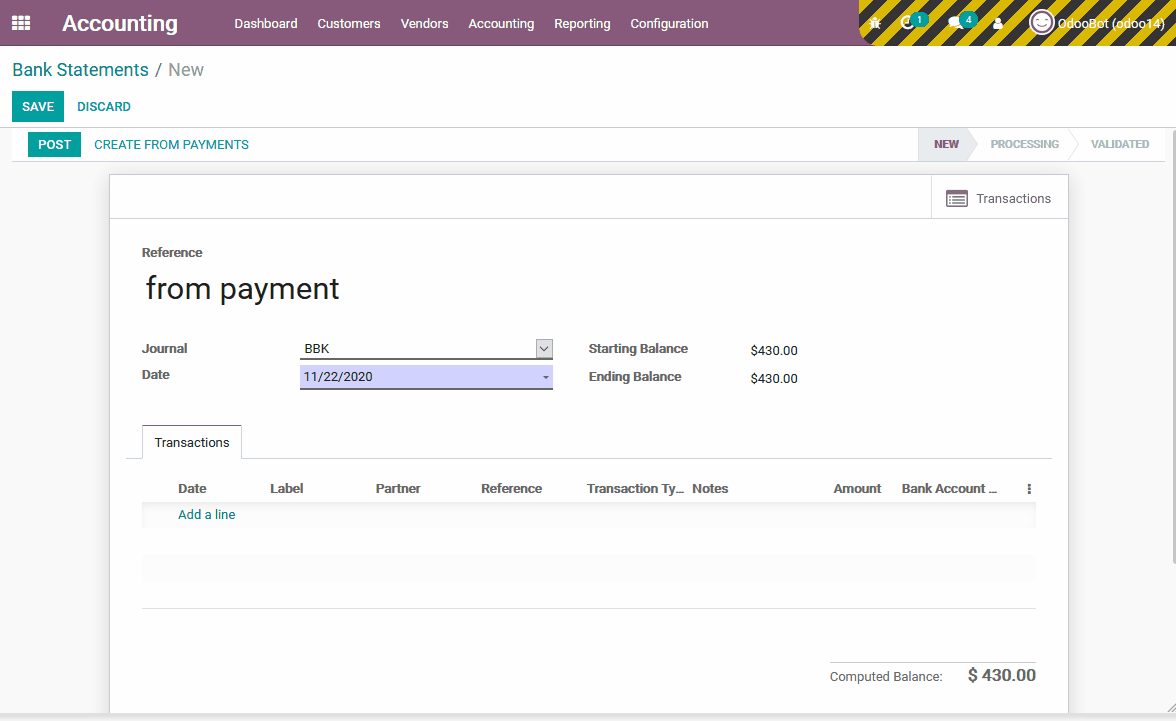 Accounting Dashboard Customers Vendors Accounting Reporting Configuration 1 4 OdooBot (odoo14)
Bank Statements / New
SAVE DISCARD
POST CREATE FROM PAYMENTS NEW PROCESSING VALIDATED
Transactions
Reference
from payment
Journal BBK Starting Balance $430.00
Date 11/22/2020 Ending Balance $430.00
Transactions
Date Label Partner Reference Transaction Ty... Notes Amount Bank Account ...
Add a line
Computed Balance: $ 430.00